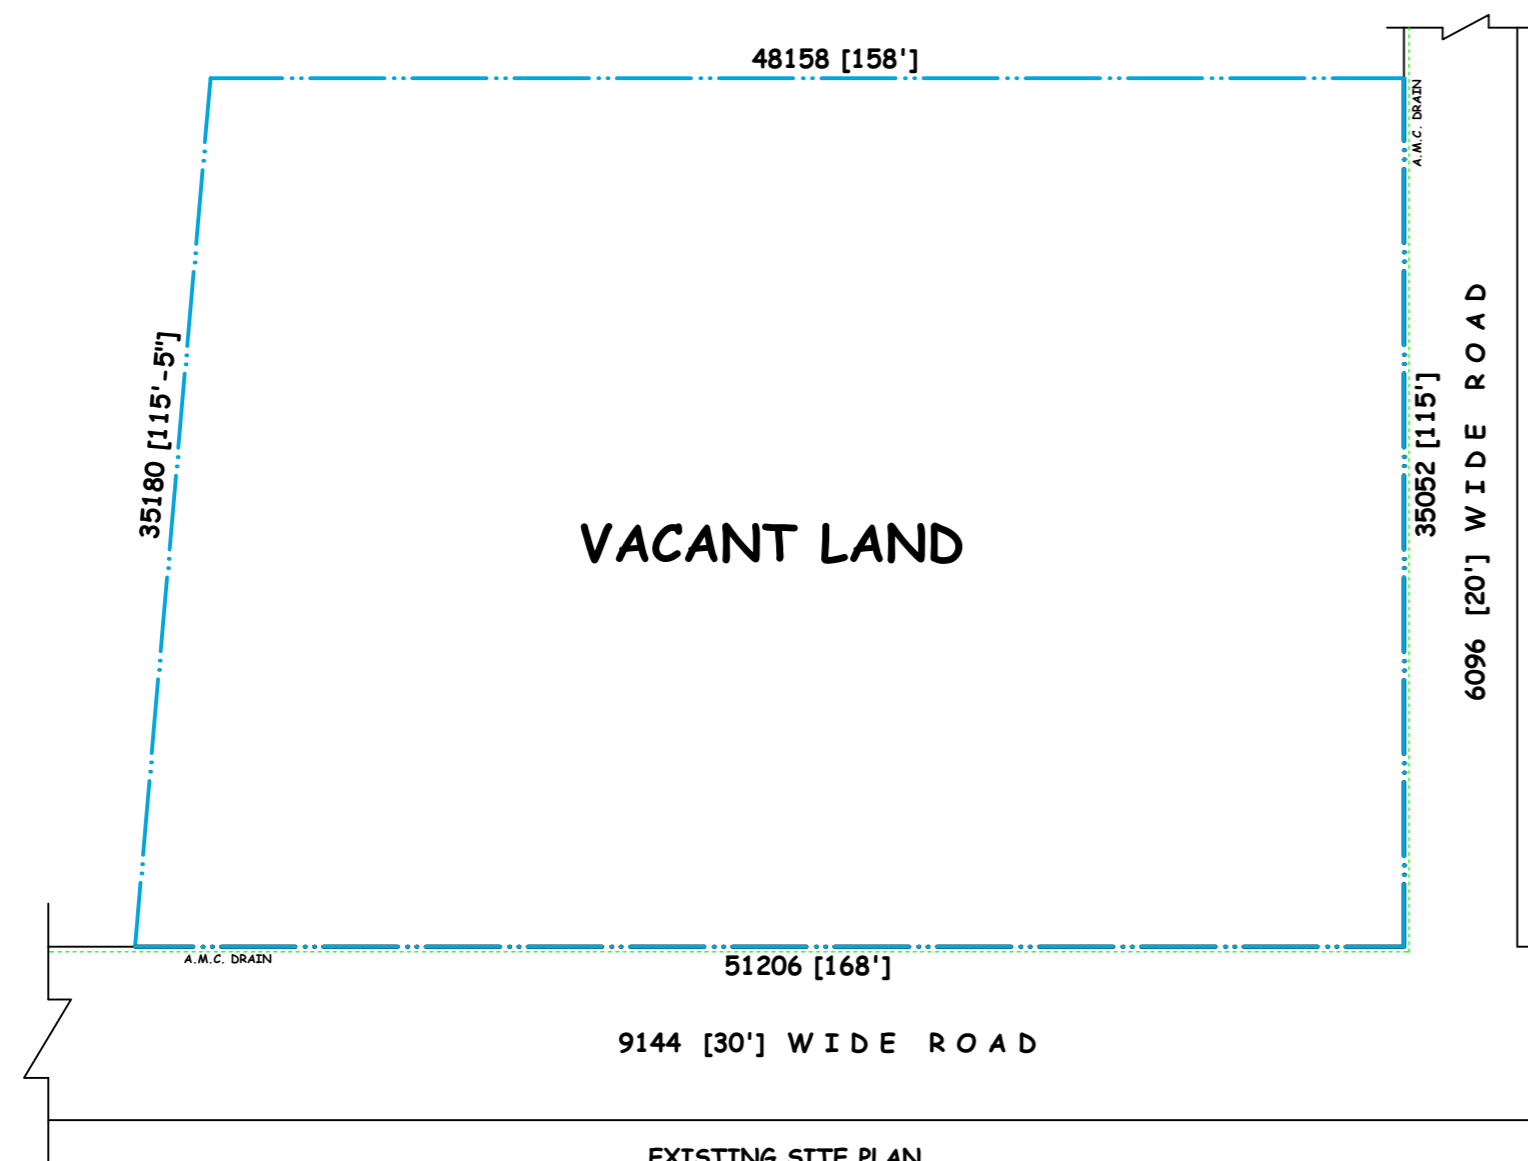 48158 [158']
A.M.C. DRAIN
35180 [115'-5"]
VACANT LAND
35052 [115']
6096 [20'] WIDE ROAD
A.M.C. DRAIN
51206 [168']
9144 [30'] WIDE ROAD
EXISTING SITE PLAN